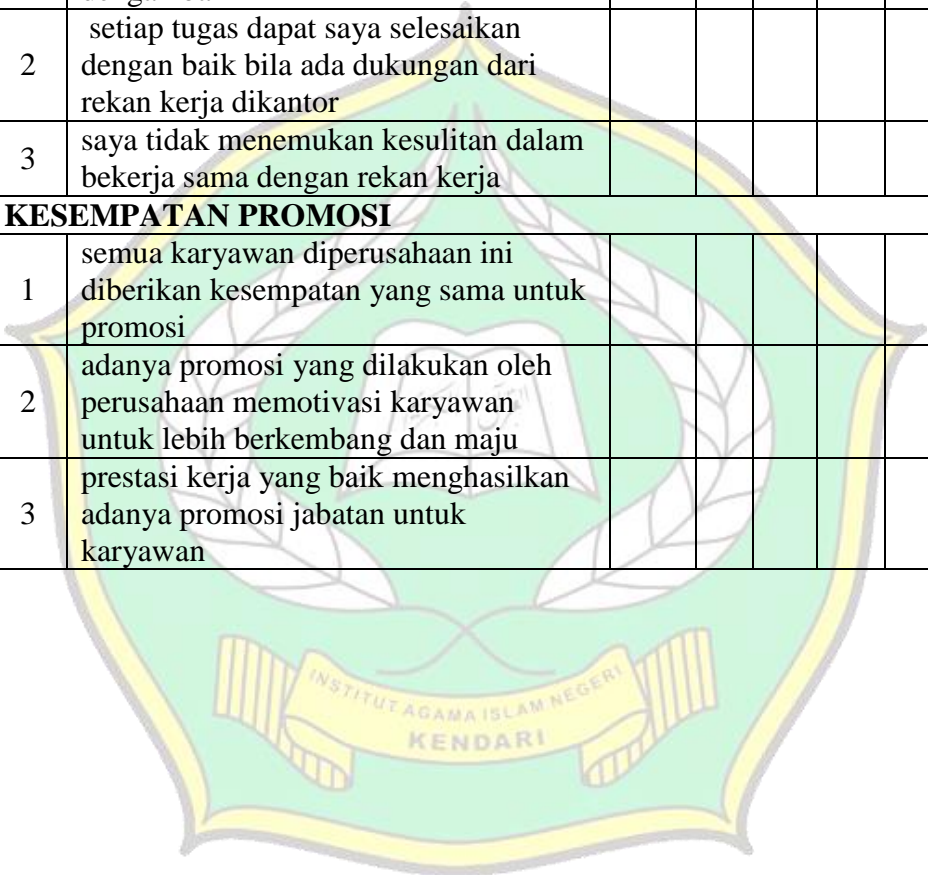 2
setiap tugas dapat saya selesaikan
dengan baik bila ada dukungan dari
rekan kerja dikantor
3
saya tidak menemukan kesulitan dalam
bekerja sama dengan rekan kerja
KESEMPATAN PROMOSI
1
semua karyawan diperusahaan ini
diberikan kesempatan yang sama untuk
promosi
2
adanya promosi yang dilakukan oleh
perusahaan memotivasi karyawan
untuk lebih berkembang dan maju
3
prestasi kerja yang baik menghasilkan
adanya promosi jabatan untuk
karyawan
INSTITUT AGAMA ISLAM NEGERI
KENDARI